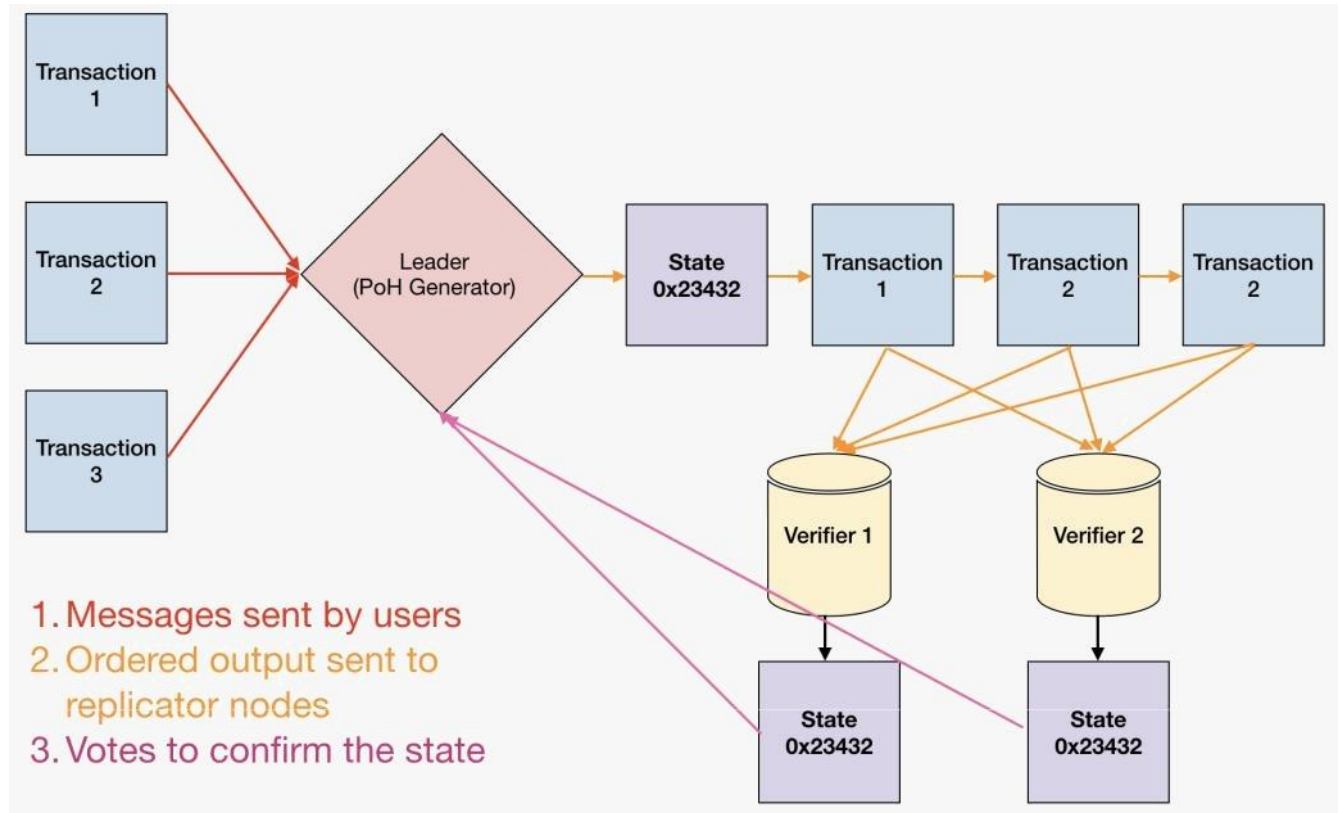 Transaction
1
Transaction
2
Transaction
3
Leader
(PoH Generator)
State
0x23432
Transaction
1
Transaction
2
Transaction
2
Verifier 1
Verifier 2
State
0x23432
State
0x23432
1. Messages sent by users
2. Ordered output sent to
replicator nodes
3. Votes to confirm the state